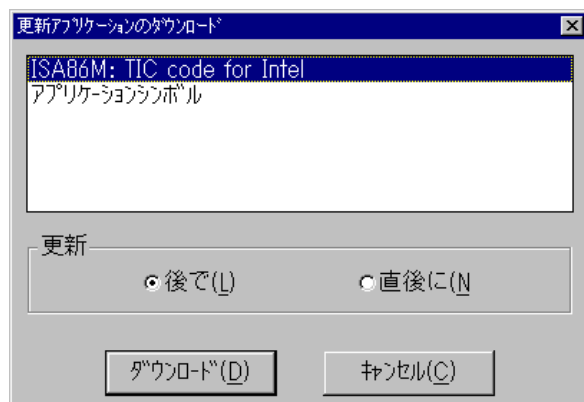 更新ｱﾌﾟﾘｹｰｼｮﾝのﾀﾞｳﾝﾛｰﾄﾞ
ISA86M: TIC code for Intel
ｱﾌﾟﾘｹｰｼｮﾝｼﾝﾎﾞﾙ
更新
後で(L)
直後に(N
ﾀﾞｳﾝﾛｰﾄﾞ(D)
ｷｬﾝｾﾙ(C)